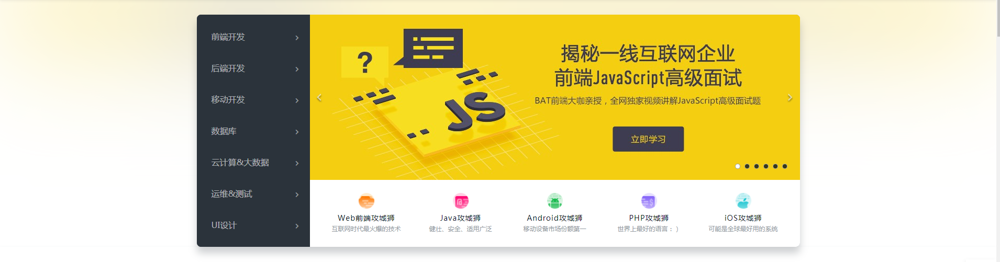 前端开发
后端开发
移动开发
数据库
云计算&大数据
运维&测试
UI设计
?
JS
揭秘一线互联网企业
前端JavaScript高级面试
BAT前端大咖亲授，全网独家视频讲解JavaScript高级面试题
立即学习
Web前端攻城狮
互联网时代最火爆的技术
Java攻城狮
健壮、安全、适用广泛
Android攻城狮
移动设备市场份额第一
PHP攻城狮
世界上最好的语言：）
iOS攻城狮
可能是全球最好用的系统